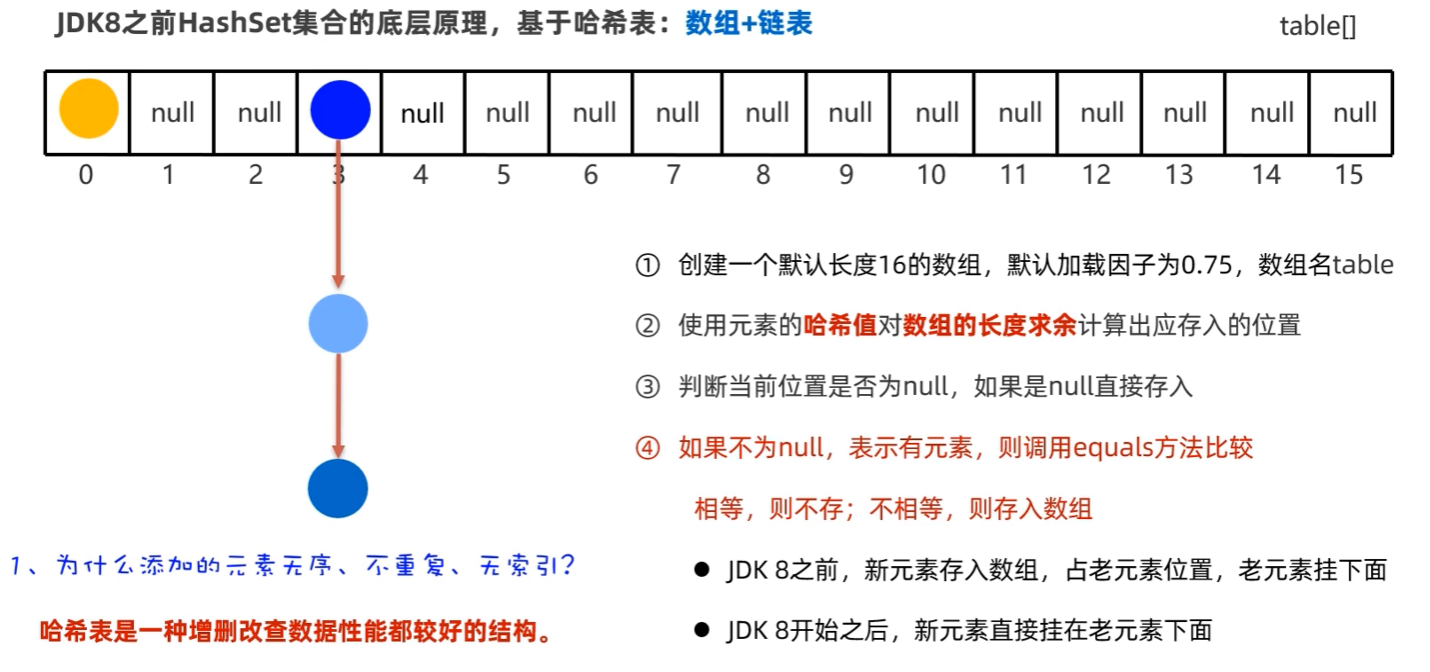 JDK8之前HashSet集合的底层原理，基于哈希表：数组+链表
table[]
null null null null null null null null null null null null null null
0 1 2 3 4 5 6 7 8 9 10 11 12 13 14 15
① 创建一个默认长度16的数组，默认加载因子为0.75，数组名table
② 使用元素的哈希值对数组的长度求余计算出应存入的位置
③ 判断当前位置是否为null，如果是null直接存入
④ 如果不为null，表示有元素，则调用equals方法比较
相等，则不存；不相等，则存入数组
● JDK 8之前，新元素存入数组，占老元素位置，老元素挂下面
● JDK 8开始之后，新元素直接挂在老元素下面
1、为什么添加的元素无序、不重复、无索引？
哈希表是一种增删改查数据性能都较好的结构。